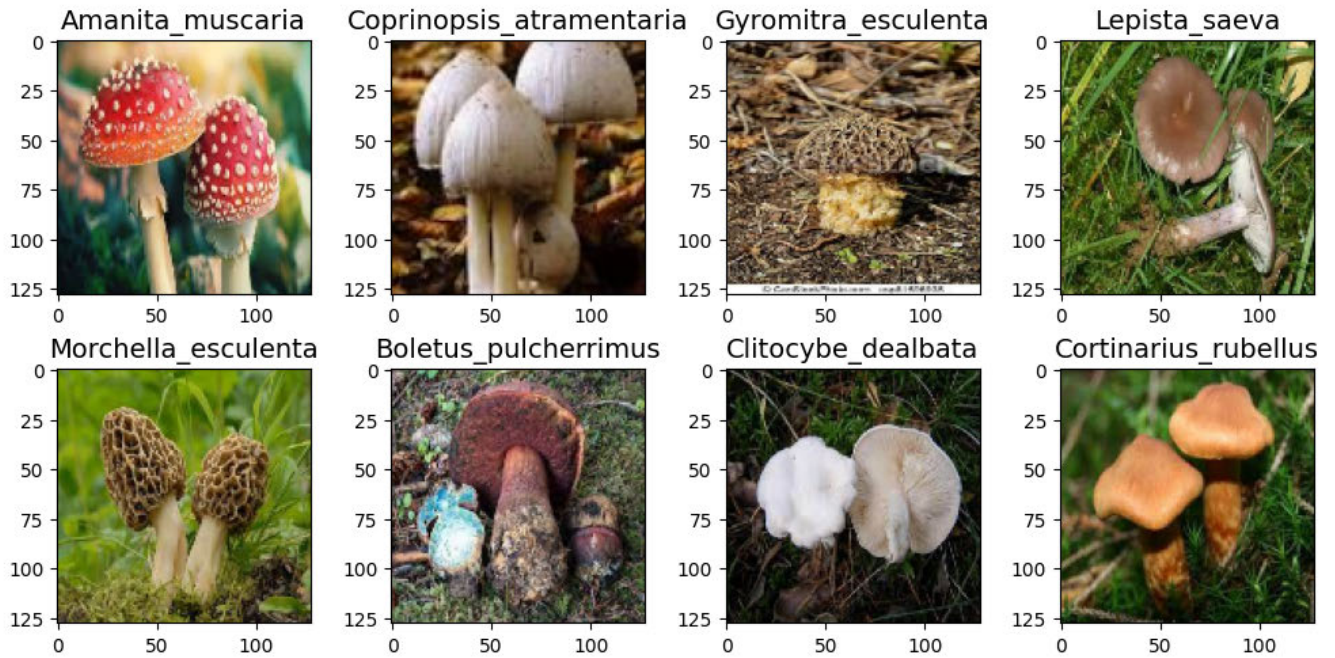 Amanita_muscaria Coprinopsis_atramentaria Gyromitra_esculenta Lepista_saeva
0 0 0 0
25 25 25 25
50 50 50 50
75 75 75 75
100 100 100 100
125 125 125 125
0 50 100 0 50 100 0 50 100 0 50 100
Morchella_esculenta Boletus_pulcherrimus Clitocybe_dealbata Cortinarius_rubellus
0 0 0 0
25 25 25 25
50 50 50 50
75 75 75 75
100 100 100 100
125 125 125 125
0 50 100 0 50 100 0 50 100 0 50 100